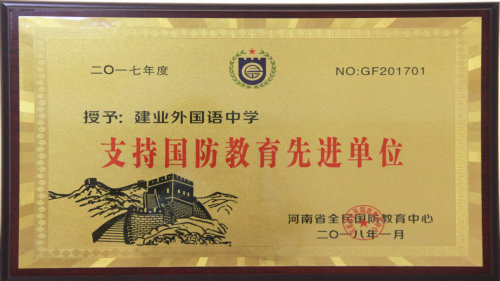 二〇一七年度
NO:GF201701
授予：建业外国语中学
支持国防教育先进单位
河南省全民国防教育中心
二〇一八年一月